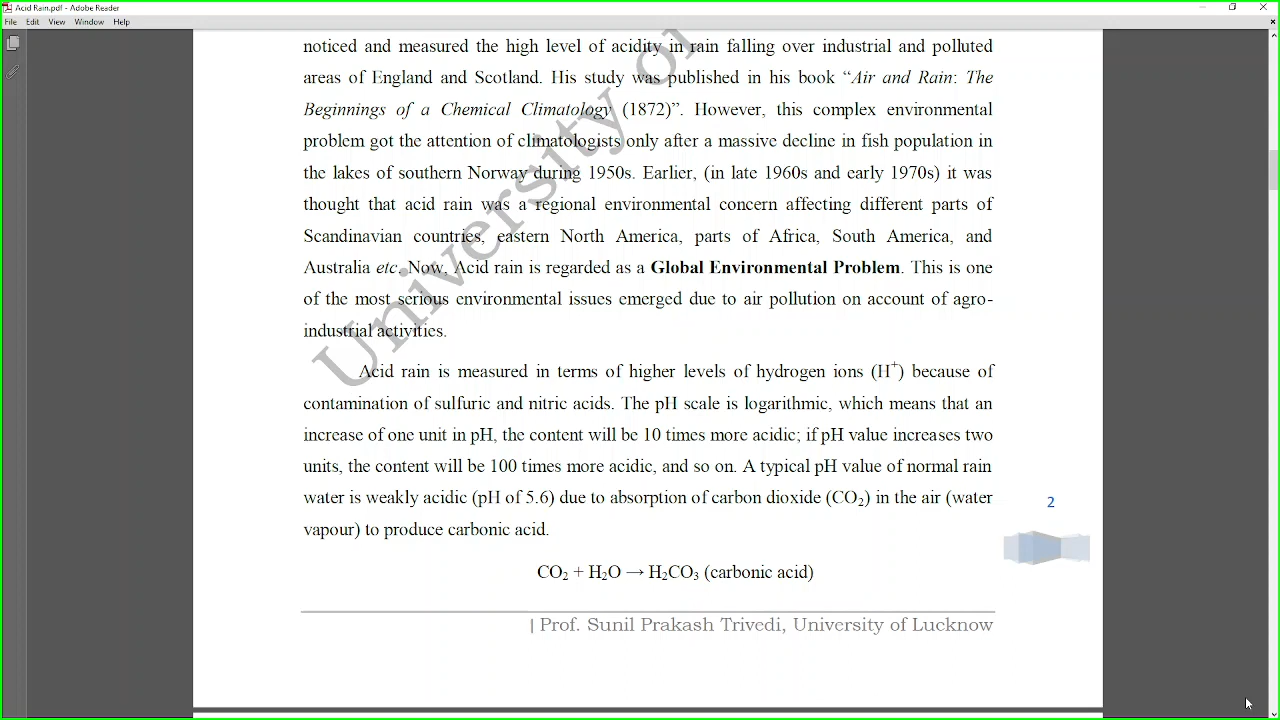 Acid Rain.pdf - Adobe Reader
File Edit View Window Help
noticed and measured the high level of acidity in rain falling over industrial and polluted
areas of England and Scotland. His study was published in his book “Air and Rain: The
Beginnings of a Chemical Climatology (1872)”. However, this complex environmental
problem got the attention of climatologists only after a massive decline in fish population in
the lakes of southern Norway during 1950s. Earlier, (in late 1960s and early 1970s) it was
thought that acid rain was a regional environmental concern affecting different parts of
Scandinavian countries, eastern North America, parts of Africa, South America, and
Australia etc. Now, Acid rain is regarded as a Global Environmental Problem. This is one
of the most serious environmental issues emerged due to air pollution on account of agro-
industrial activities.
Acid rain is measured in terms of higher levels of hydrogen ions (H⁺) because of
contamination of sulfuric and nitric acids. The pH scale is logarithmic, which means that an
increase of one unit in pH, the content will be 10 times more acidic; if pH value increases two
units, the content will be 100 times more acidic, and so on. A typical pH value of normal rain
water is weakly acidic (pH of 5.6) due to absorption of carbon dioxide (CO₂) in the air (water
vapour) to produce carbonic acid.
2
CO₂ + H₂O → H₂CO₃ (carbonic acid)
| Prof. Sunil Prakash Trivedi, University of Lucknow
University of